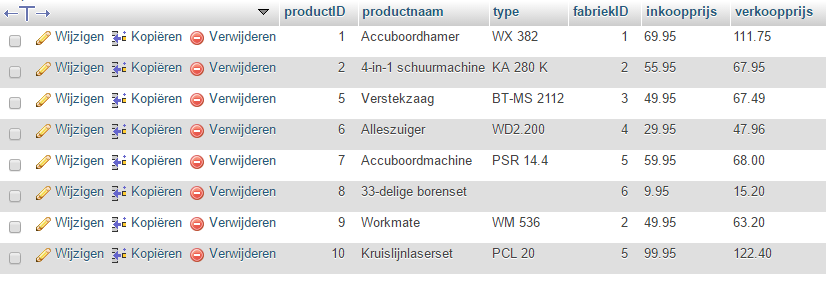 productID productnaam type fabriekID inkoopprijs verkoopprijs
Wijzigen Kopiëren Verwijderen 1 Accuboordhamer WX 382 1 69.95 111.75
Wijzigen Kopiëren Verwijderen 2 4-in-1 schuurmachine KA 280 K 2 55.95 67.95
Wijzigen Kopiëren Verwijderen 5 Verstekzaag BT-MS 2112 3 49.95 67.49
Wijzigen Kopiëren Verwijderen 6 Alleszuiger WD2.200 4 29.95 47.96
Wijzigen Kopiëren Verwijderen 7 Accuboordmachine PSR 14.4 5 59.95 68.00
Wijzigen Kopiëren Verwijderen 8 33-delige borenset 6 9.95 15.20
Wijzigen Kopiëren Verwijderen 9 Workmate WM 536 2 49.95 63.20
Wijzigen Kopiëren Verwijderen 10 Kruislijnlaserset PCL 20 5 99.95 122.40